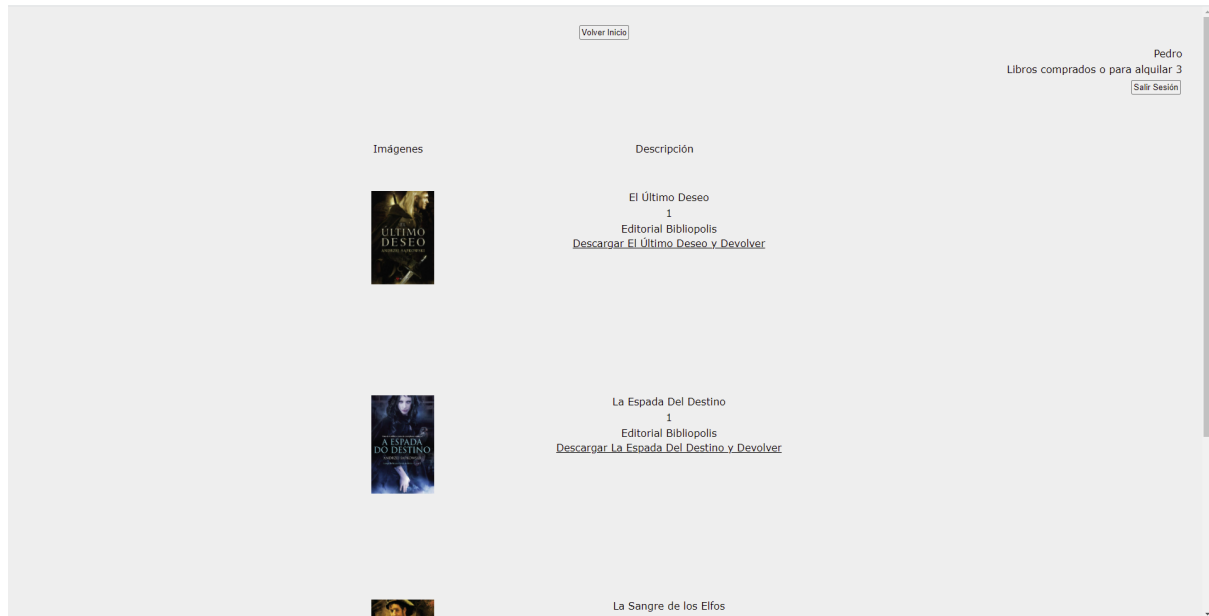 Volver Inicio
Pedro
Libros comprados o para alquilar 3
Salir Sesión
Imágenes
Descripción
ÚLTIMO
DESEO
El Último Deseo
1
Editorial Bibliopolis
Descargar El Último Deseo y Devolver
A ESPADA
DO DESTINO
La Espada Del Destino
1
Editorial Bibliopolis
Descargar La Espada Del Destino y Devolver
La Sangre de los Elfos